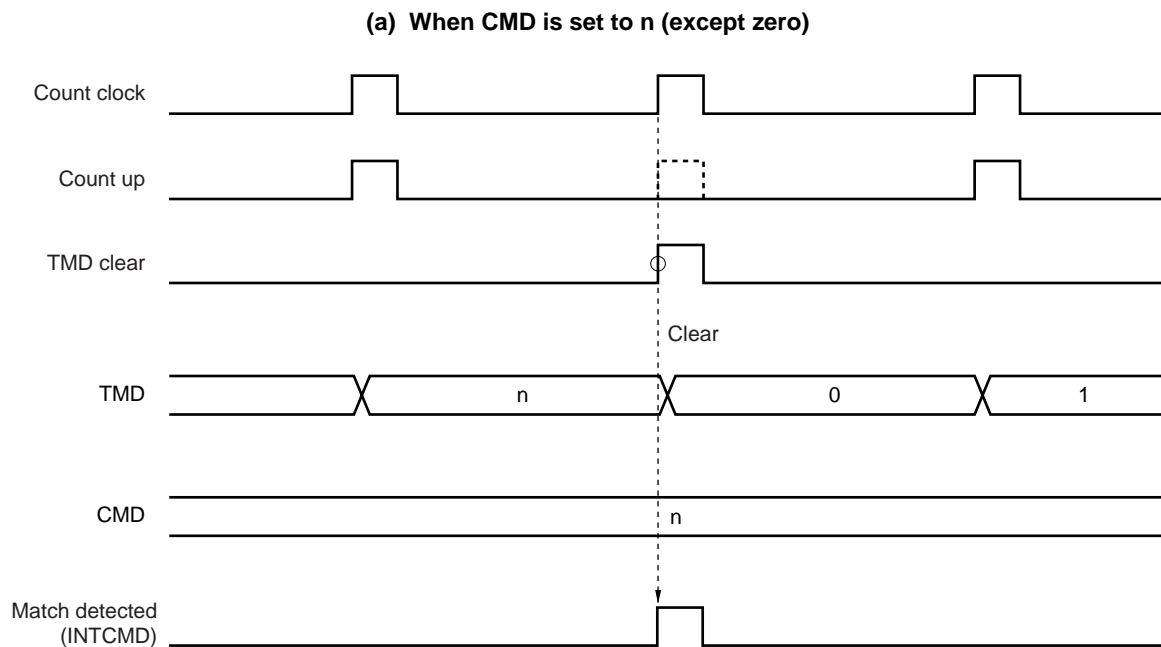 (a) When CMD is set to n (except zero)
Count clock
Count up
TMD clear
Clear
TMD n 0 1
CMD n
Match detected
(INTCMD)